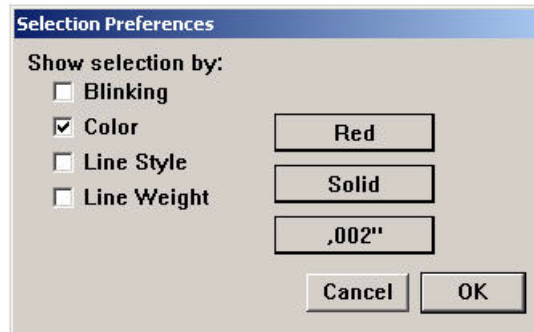 Selection Preferences
Show selection by:
Blinking
Color
Red
Line Style
Solid
Line Weight
,002"
Cancel
OK